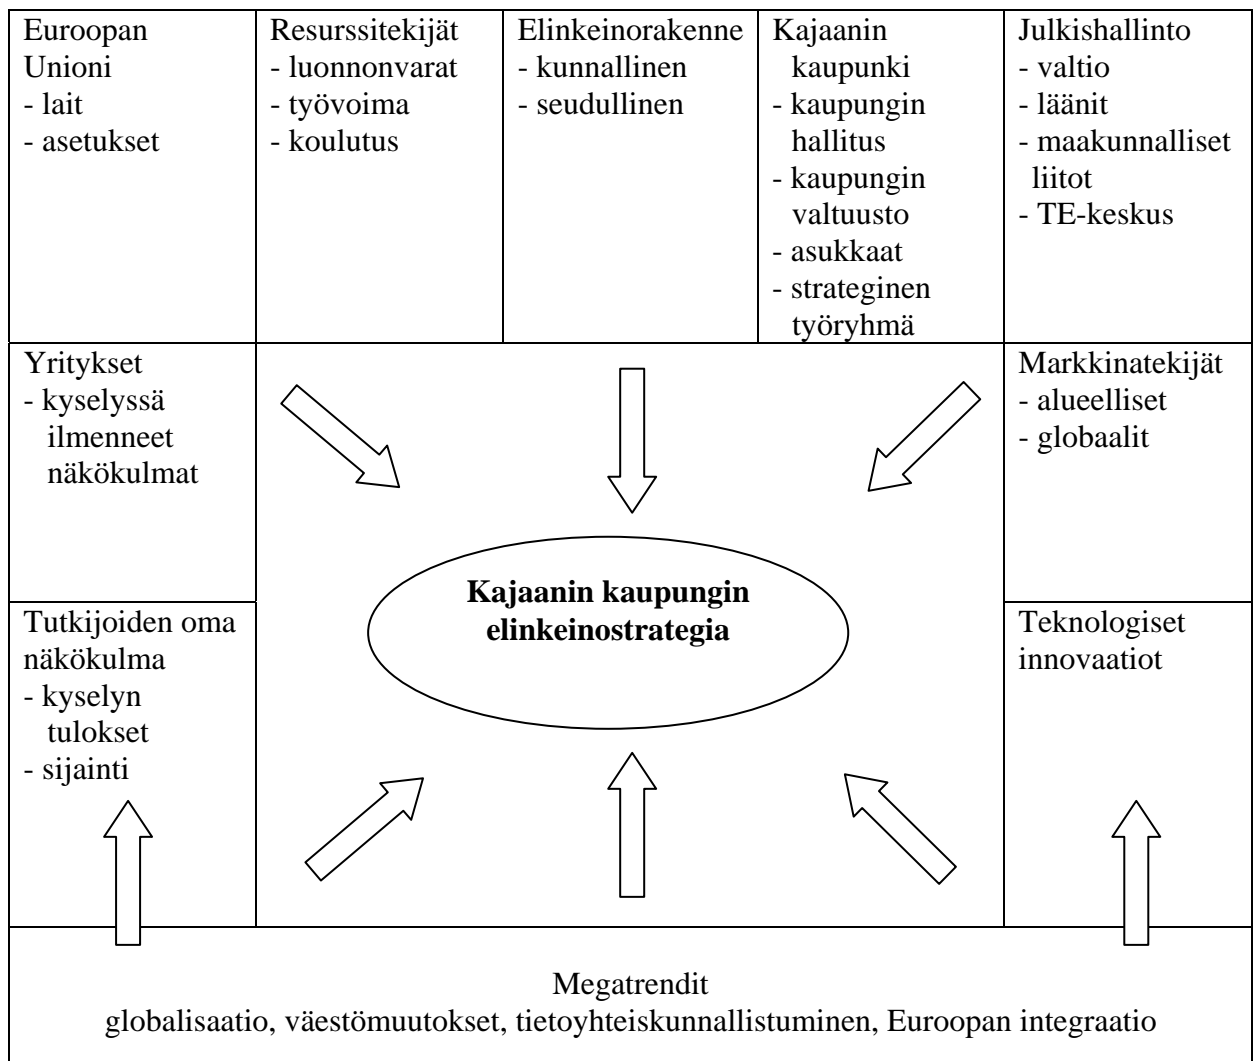 Euroopan
Unioni
- lait
- asetukset
Resurssitekijät
- luonnonvarat
- työvoima
- koulutus
Elinkeinorakenne
- kunnallinen
- seudullinen
Kajaanin
kaupunki
- kaupungin
hallitus
- kaupungin
valtuusto
- asukkaat
- strateginen
työryhmä
Julkishallinto
- valtio
- läänit
- maakunnalliset
liitot
- TE-keskus
Yritykset
- kyselyssä
ilmenneet
näkökulmat
Markkinatekijät
- alueelliset
- globaalit
Kajaanin kaupungin
elinkeinostrategia
Tutkijoiden oma
näkökulma
- kyselyn
tulokset
- sijainti
Teknologiset
innovaatiot
Megatrendit
globalisaatio, väestömuutokset, tietoyhteiskunnallistuminen, Euroopan integraatio